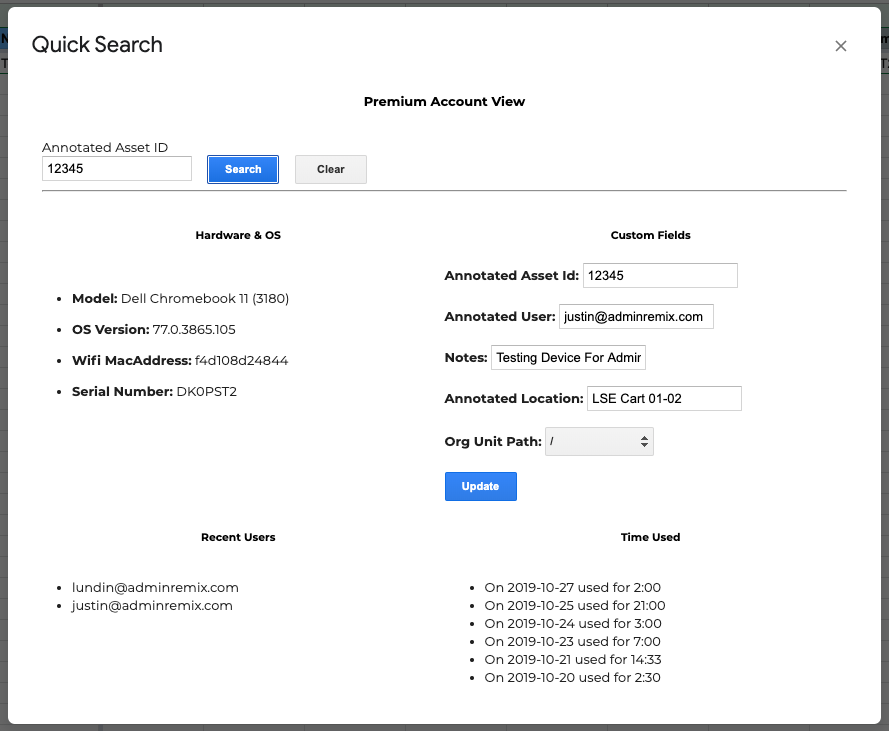 Quick Search
Premium Account View
Annotated Asset ID
12345
Search
Clear
Hardware & OS
• Model: Dell Chromebook 11 (3180)
• OS Version: 77.0.3865.105
• Wifi MacAddress: f4d108d24844
• Serial Number: DK0PST2
Custom Fields
Annotated Asset Id: 12345
Annotated User: justin@adminremix.com
Notes: Testing Device For Admin
Annotated Location: LSE Cart 01-02
Org Unit Path: /
Update
Recent Users
• lundin@adminremix.com
• justin@adminremix.com
Time Used
• On 2019-10-27 used for 2:00
• On 2019-10-25 used for 21:00
• On 2019-10-24 used for 3:00
• On 2019-10-23 used for 7:00
• On 2019-10-21 used for 14:33
• On 2019-10-20 used for 2:30